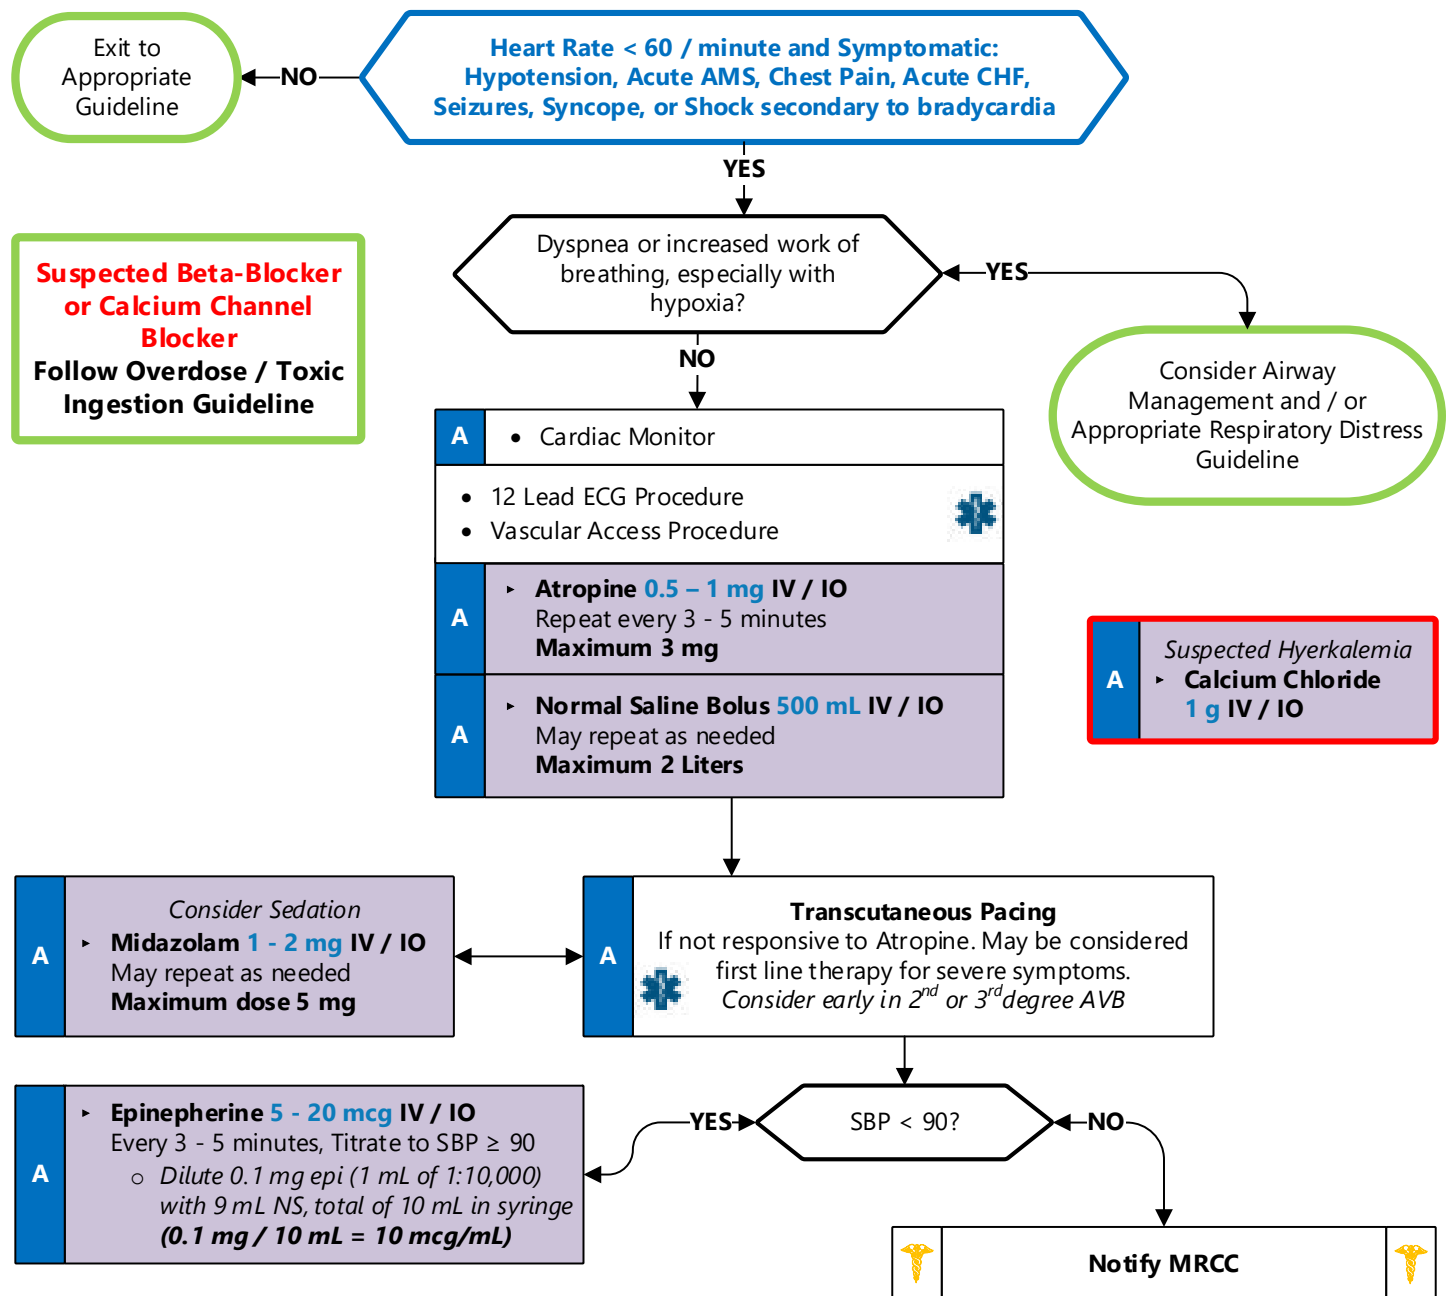 Exit to
Appropriate
Guideline
NO
Heart Rate < 60 / minute and Symptomatic:
Hypotension, Acute AMS, Chest Pain, Acute CHF,
Seizures, Syncope, or Shock secondary to bradycardia
YES
Suspected Beta-Blocker
or Calcium Channel
Blocker
Follow Overdose / Toxic
Ingestion Guideline
Dyspnea or increased work of
breathing, especially with
hypoxia?
YES
Consider Airway
Management and / or
Appropriate Respiratory Distress
Guideline
NO
A
• Cardiac Monitor
• 12 Lead ECG Procedure
• Vascular Access Procedure
A
‣ Atropine 0.5 – 1 mg IV / IO
Repeat every 3 - 5 minutes
Maximum 3 mg
A
‣ Normal Saline Bolus 500 mL IV / IO
May repeat as needed
Maximum 2 Liters
A
Suspected Hyerkalemia
‣ Calcium Chloride
1 g IV / IO
A
Consider Sedation
‣ Midazolam 1 - 2 mg IV / IO
May repeat as needed
Maximum dose 5 mg
A
Transcutaneous Pacing
If not responsive to Atropine. May be considered
first line therapy for severe symptoms.
Consider early in 2nd or 3rd degree AVB
A
‣ Epinepherine 5 - 20 mcg IV / IO
Every 3 - 5 minutes, Titrate to SBP ≥ 90
o Dilute 0.1 mg epi (1 mL of 1:10,000)
with 9 mL NS, total of 10 mL in syringe
(0.1 mg / 10 mL = 10 mcg/mL)
YES
SBP < 90?
NO
Notify MRCC